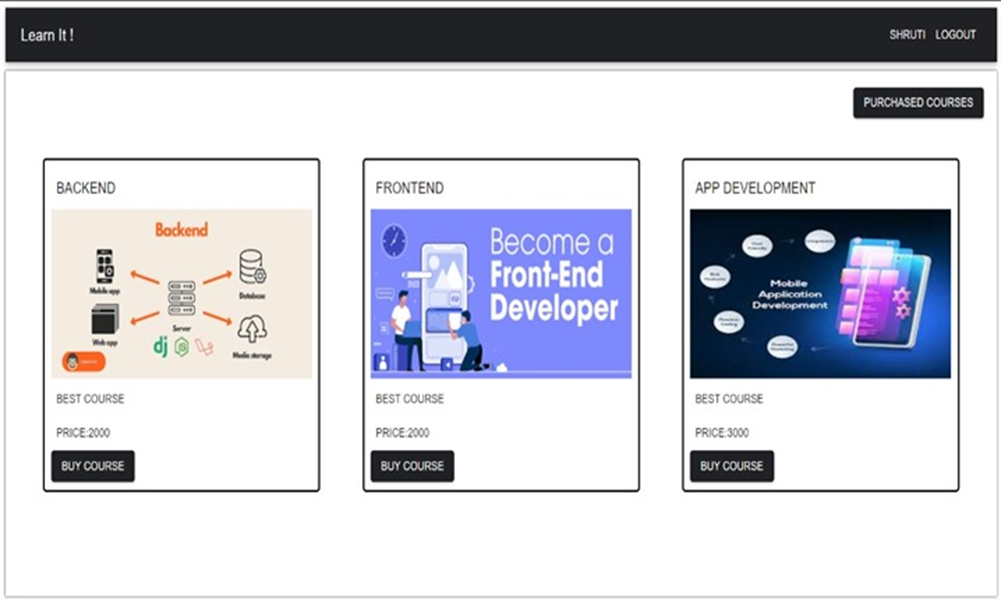 Learn It !
SHRUTI LOGOUT
PURCHASED COURSES
BACKEND
Backend
Mobile app
Database
Server
Web app
Media storage
dj
BEST COURSE
PRICE:2000
BUY COURSE
FRONTEND
Become a
Front-End
Developer
BEST COURSE
PRICE:2000
BUY COURSE
APP DEVELOPMENT
User
Friendly
Mobile
Application
Development
BEST COURSE
PRICE:3000
BUY COURSE